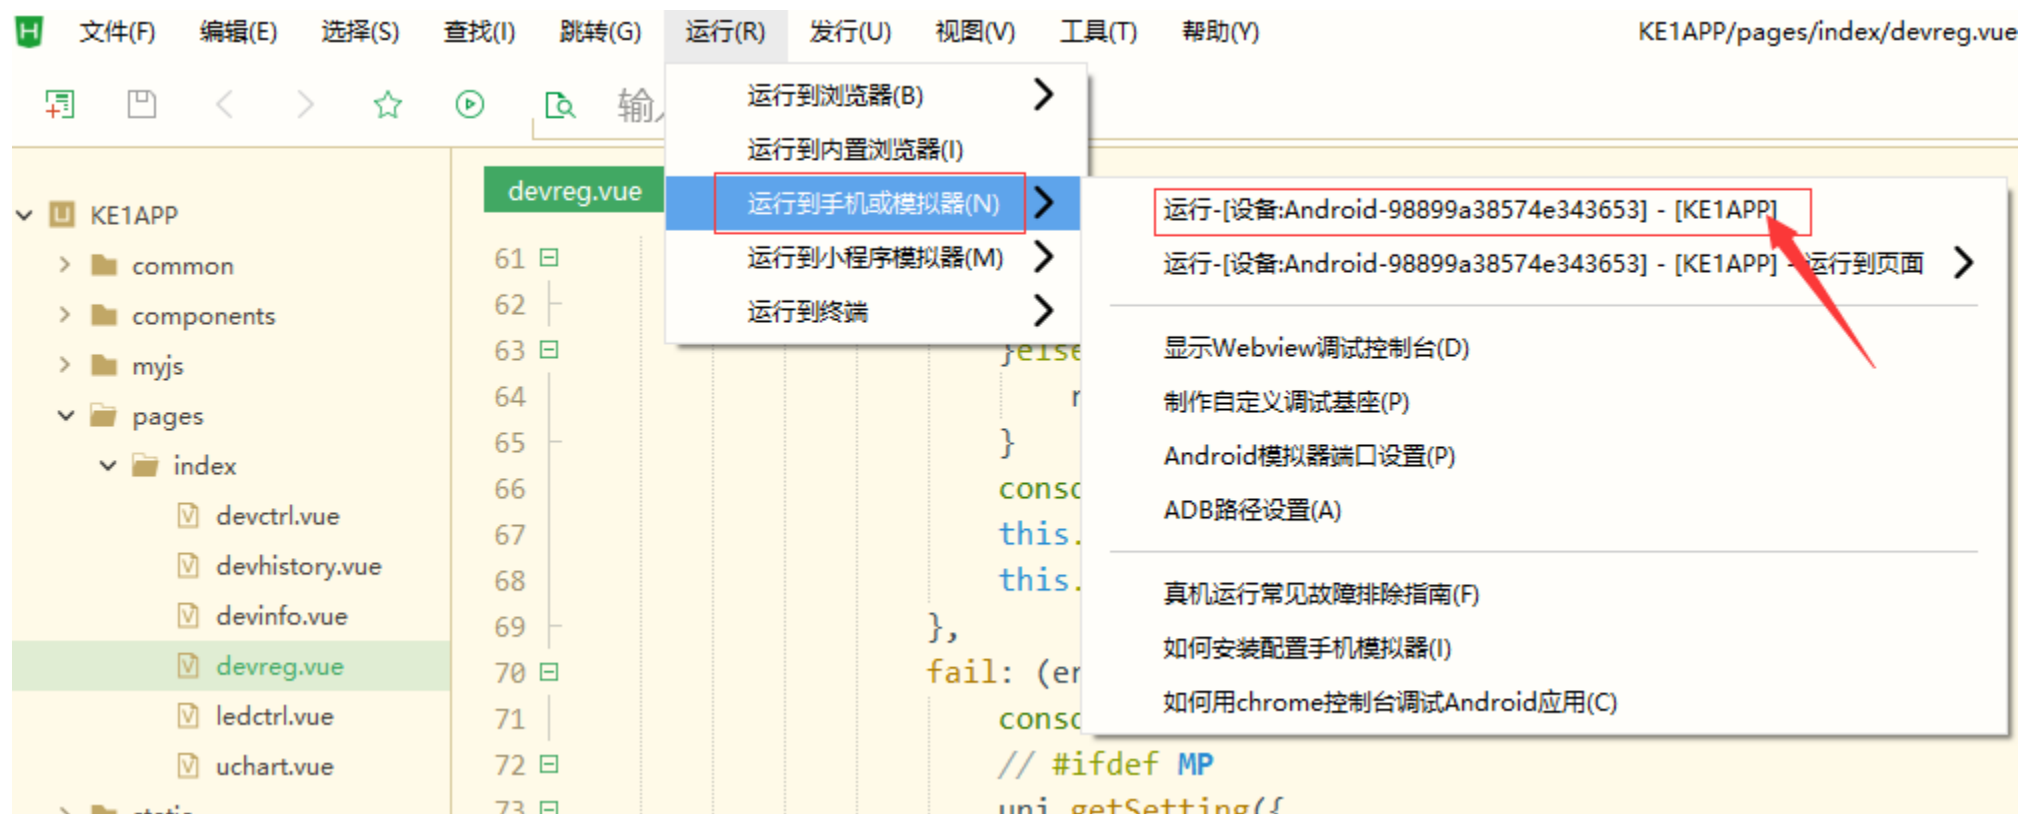 H 文件(F) 编辑(E) 选择(S) 查找(I) 跳转(G) 运行(R) 发行(U) 视图(V) 工具(T) 帮助(Y) KE1APP/pages/index/devreg.vue
输
运行到浏览器(B)
运行到内置浏览器(I)
运行到手机或模拟器(N)
运行到小程序模拟器(M)
运行到终端
运行-[设备:Android-98899a38574e343653] - [KE1APP]
运行-[设备:Android-98899a38574e343653] - [KE1APP] - 运行到页面
显示Webview调试控制台(D)
制作自定义调试基座(P)
Android模拟器端口设置(P)
ADB路径设置(A)
真机运行常见故障排除指南(F)
如何安装配置手机模拟器(I)
如何用chrome控制台调试Android应用(C)
KE1APP
common
components
myjs
pages
index
devctrl.vue
devhistory.vue
devinfo.vue
devreg.vue
ledctrl.vue
uchart.vue
devreg.vue
61
62
63 }else
64
65 }
66 conso
67 this.
68 this.
69 },
70 fail: (er
71 conso
72 // #ifdef MP
73 uni.getSetting({